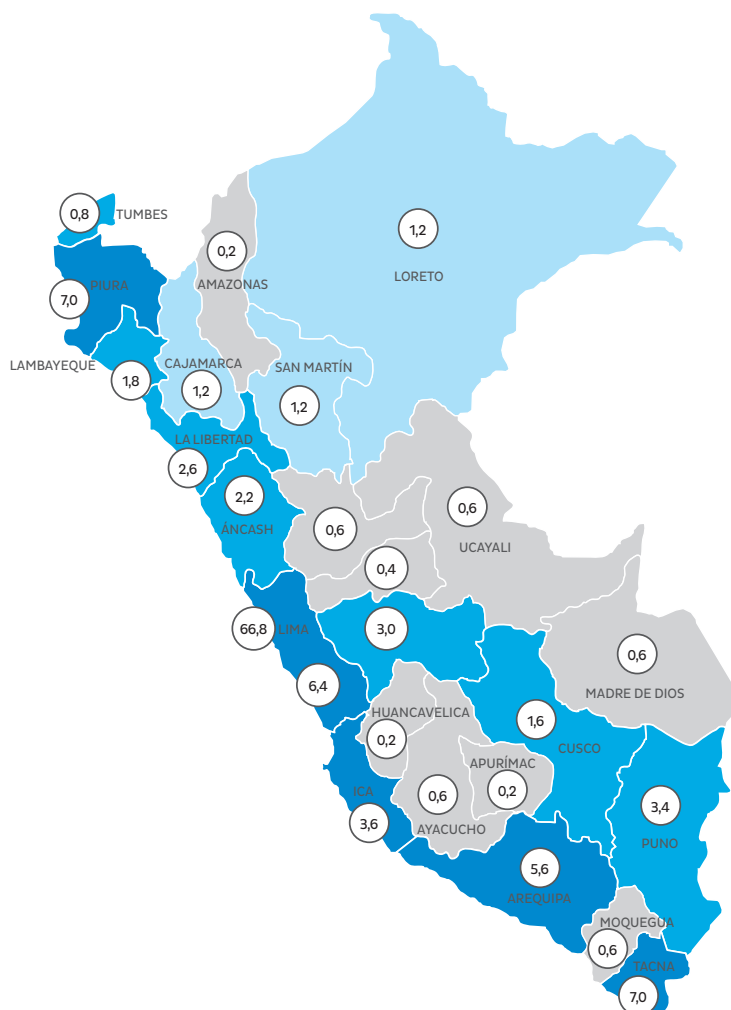 0,8
TUMBES
1,2
0,2
AMAZONAS
LORETO
PIURA
7,0
LAMBAYEQUE
1,8
CAJAMARCA
1,2
SAN MARTÍN
1,2
LA LIBERTAD
2,6
2,2
ÁNCASH
0,6
0,6
UCAYALI
0,4
66,8
LIMA
3,0
6,4
0,6
MADRE DE DIOS
HUANCAVELICA
0,2
1,6
CUSCO
APURÍMAC
0,2
ICA
3,6
0,6
AYACUCHO
3,4
PUNO
5,6
AREQUIPA
MOQUEGUA
0,6
TACNA
7,0